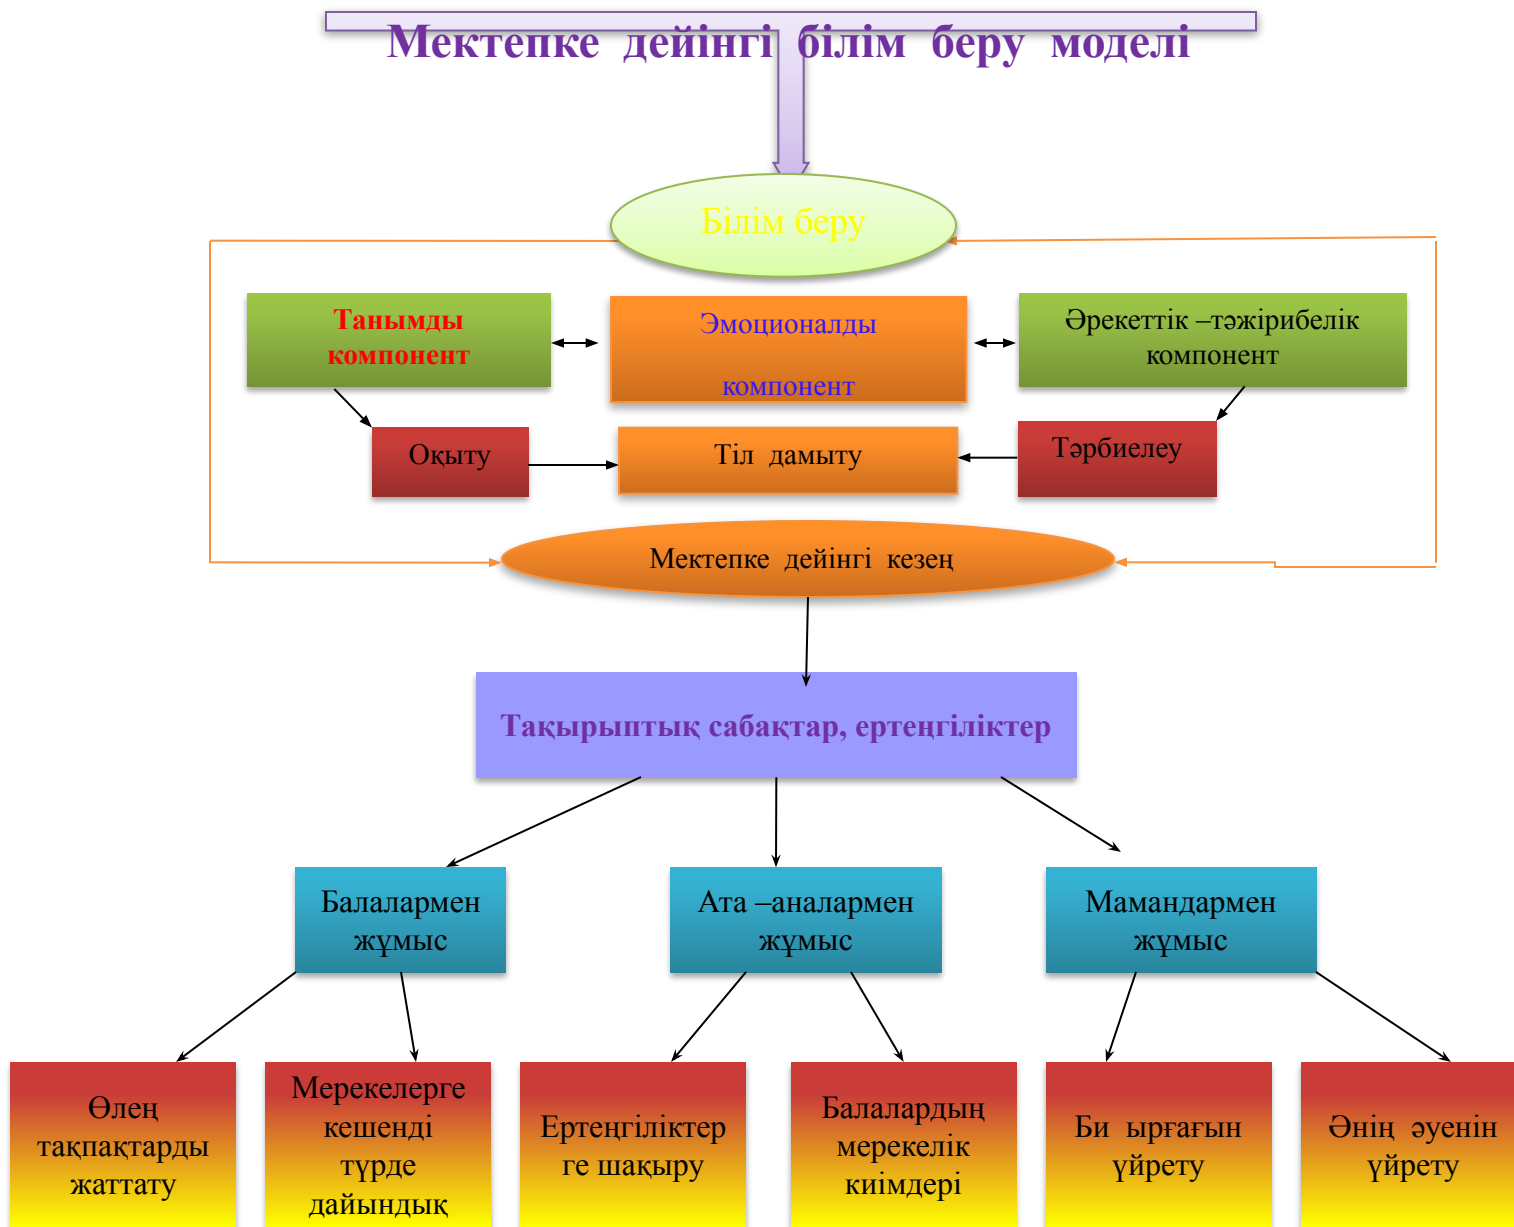 Мектепке дейінгі білім беру моделі
Білім беру
Танымды
компонент
Эмоционалды
компонент
Әрекеттік –тәжірибелік
компонент
Оқыту
Тіл дамыту
Тәрбиелеу
Мектепке дейінгі кезең
Тақырыптық сабақтар, ертеңгіліктер
Балалармен
жұмыс
Ата –аналармен
жұмыс
Мамандармен
жұмыс
Өлең
тақпақтарды
жаттату
Мерекелерге
кешенді
түрде
дайындық
Ертеңгіліктер
ге шақыру
Балалардың
мерекелік
киімдері
Би ырғағын
үйрету
Әнің әуенін
үйрету